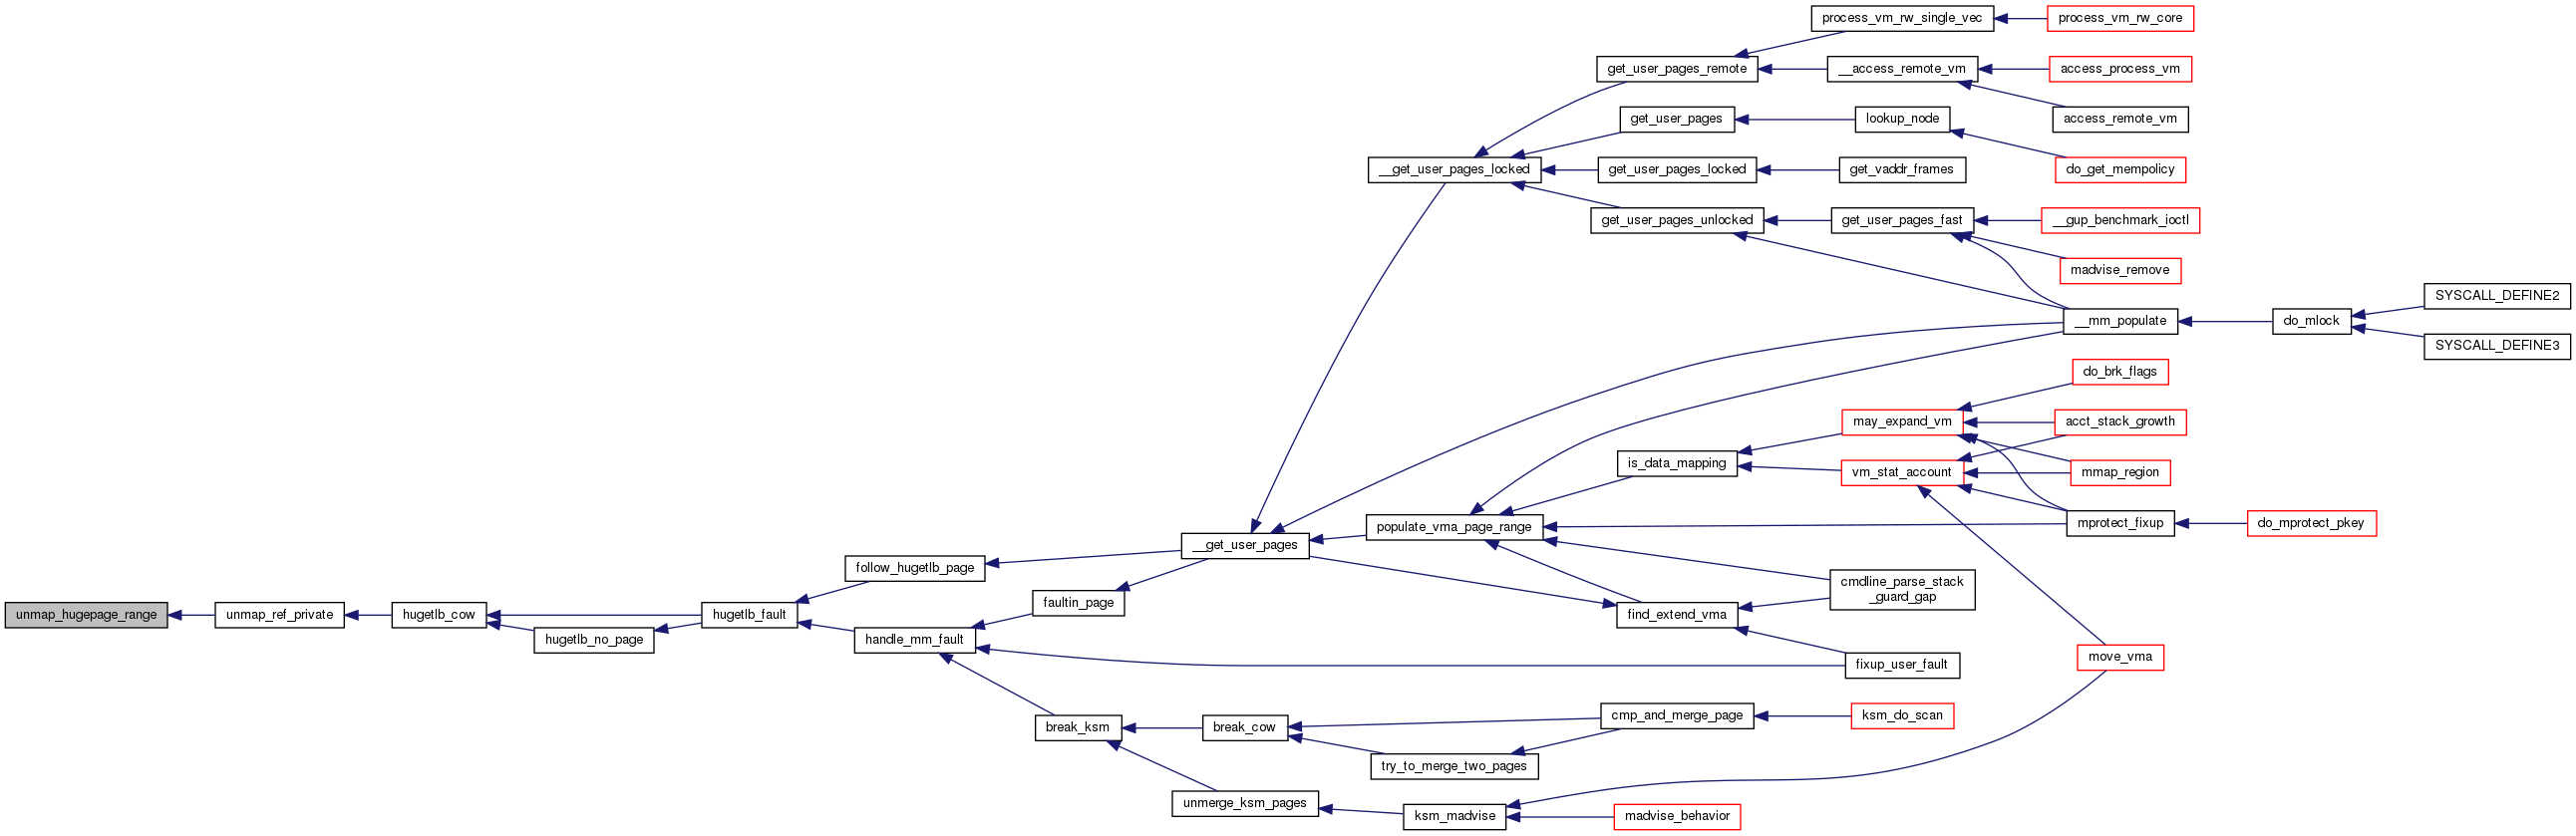 process_vm_rw_single_vec
process_vm_rw_core
get_user_pages_remote
__access_remote_vm
access_process_vm
get_user_pages
lookup_node
access_remote_vm
__get_user_pages_locked
get_user_pages_locked
get_vaddr_frames
do_get_mempolicy
get_user_pages_unlocked
get_user_pages_fast
__gup_benchmark_ioctl
madvise_remove
SYSCALL_DEFINE2
__mm_populate
do_mlock
SYSCALL_DEFINE3
do_brk_flags
may_expand_vm
acct_stack_growth
is_data_mapping
vm_stat_account
mmap_region
populate_vma_page_range
mprotect_fixup
do_mprotect_pkey
__get_user_pages
follow_hugetlb_page
cmdline_parse_stack
_guard_gap
faultin_page
unmap_hugepage_range
unmap_ref_private
hugetlb_cow
hugetlb_fault
find_extend_vma
hugetlb_no_page
handle_mm_fault
move_vma
fixup_user_fault
break_ksm
break_cow
cmp_and_merge_page
ksm_do_scan
try_to_merge_two_pages
unmerge_ksm_pages
ksm_madvise
madvise_behavior